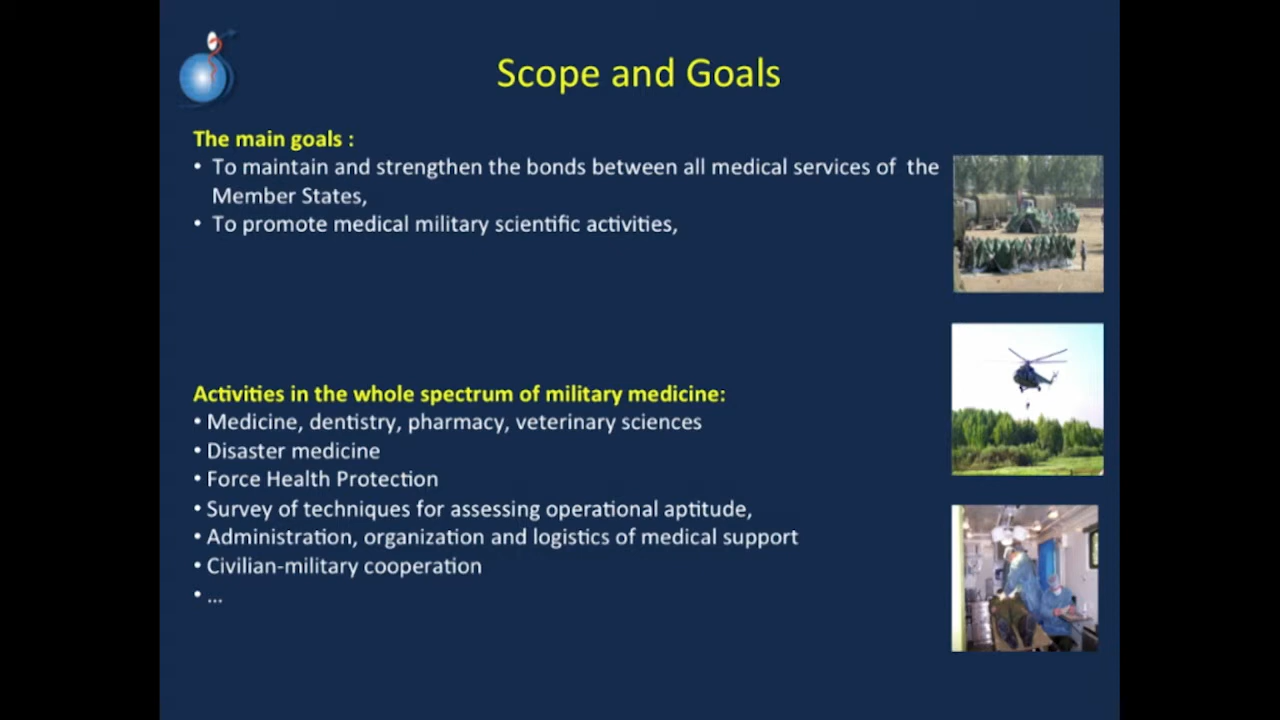 Scope and Goals
The main goals :
• To maintain and strengthen the bonds between all medical services of the
Member States,
• To promote medical military scientific activities,
Activities in the whole spectrum of military medicine:
• Medicine, dentistry, pharmacy, veterinary sciences
• Disaster medicine
• Force Health Protection
• Survey of techniques for assessing operational aptitude,
• Administration, organization and logistics of medical support
• Civilian-military cooperation
• ...